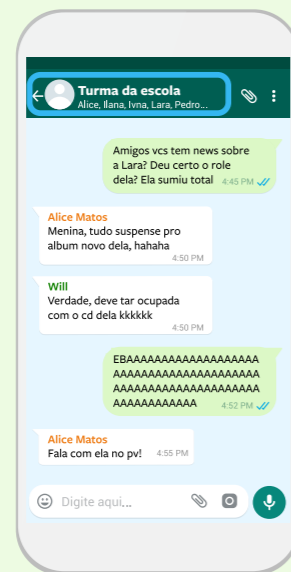 Turma da escola
Alice, Ilana, Ivna, Lara, Pedro...
Amigos vcs tem news sobre
a Lara? Deu certo o role
dela? Ela sumiu total 4:45 PM
Alice Matos
Menina, tudo suspense pro
album novo dela, hahaha
4:50 PM
Will
Verdade, deve tar ocupada
com o cd dela kkkkkk
4:50 PM
EBAAAAAAAAAAAAAAAAAAA
AAAAAAAAAAAAAAAAAAAAA
AAAAAAAAAAAAAAAAAAAAA
AAAAAAAAAAAA 4:52 PM
Alice Matos
Fala com ela no pv! 4:55 PM
Digite aqui...